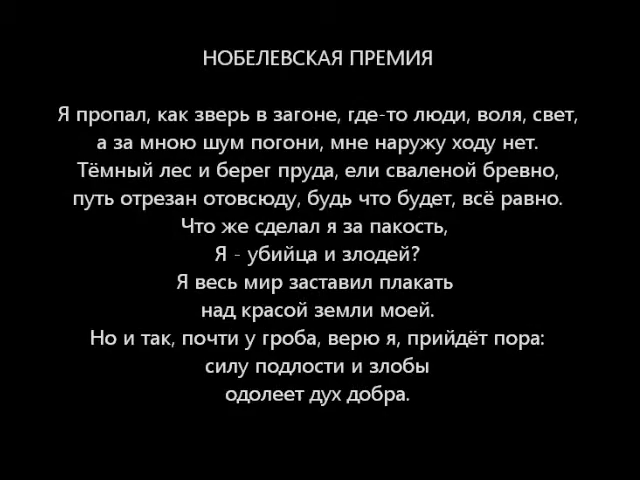 НОБЕЛЕВСКАЯ ПРЕМИЯ
Я пропал, как зверь в загоне, где-то люди, воля, свет,
а за мною шум погони, мне наружу ходу нет.
Тёмный лес и берег пруда, ели сваленой бревно,
путь отрезан отовсюду, будь что будет, всё равно.
Что же сделал я за пакость,
Я - убийца и злодей?
Я весь мир заставил плакать
над красой земли моей.
Но и так, почти у гроба, верю я, прийдёт пора:
силу подлости и злобы
одолеет дух добра.